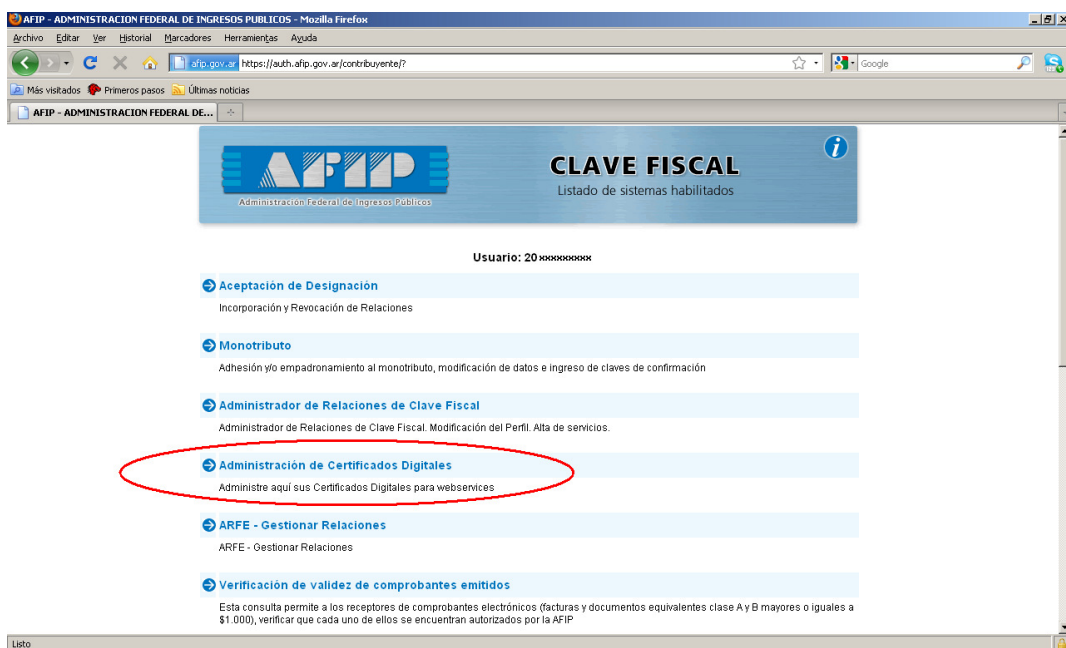 AFIP - ADMINISTRACION FEDERAL DE INGRESOS PUBLICOS - Mozilla Firefox
Archivo Editar Ver Historial Marcadores Herramientas Ayuda
afip.gov.ar https://auth.afip.gov.ar/contribuyente/? Google
Más visitados Primeros pasos Últimas noticias
AFIP - ADMINISTRACION FEDERAL DE...
AFIP
Administración Federal de Ingresos Públicos
CLAVE FISCAL
Listado de sistemas habilitados
Usuario: 20 xxxxxxxxx
Aceptación de Designación
Incorporación y Revocación de Relaciones
Monotributo
Adhesión y/o empadronamiento al monotributo, modificación de datos e ingreso de claves de confirmación
Administrador de Relaciones de Clave Fiscal
Administrador de Relaciones de Clave Fiscal. Modificación del Perfil. Alta de servicios.
Administración de Certificados Digitales
Administre aquí sus Certificados Digitales para webservices
ARFE - Gestionar Relaciones
ARFE - Gestionar Relaciones
Verificación de validez de comprobantes emitidos
Esta consulta permite a los receptores de comprobantes electrónicos (facturas y documentos equivalentes clase A y B mayores o iguales a
$1.000), verificar que cada uno de ellos se encuentran autorizados por la AFIP
Listo